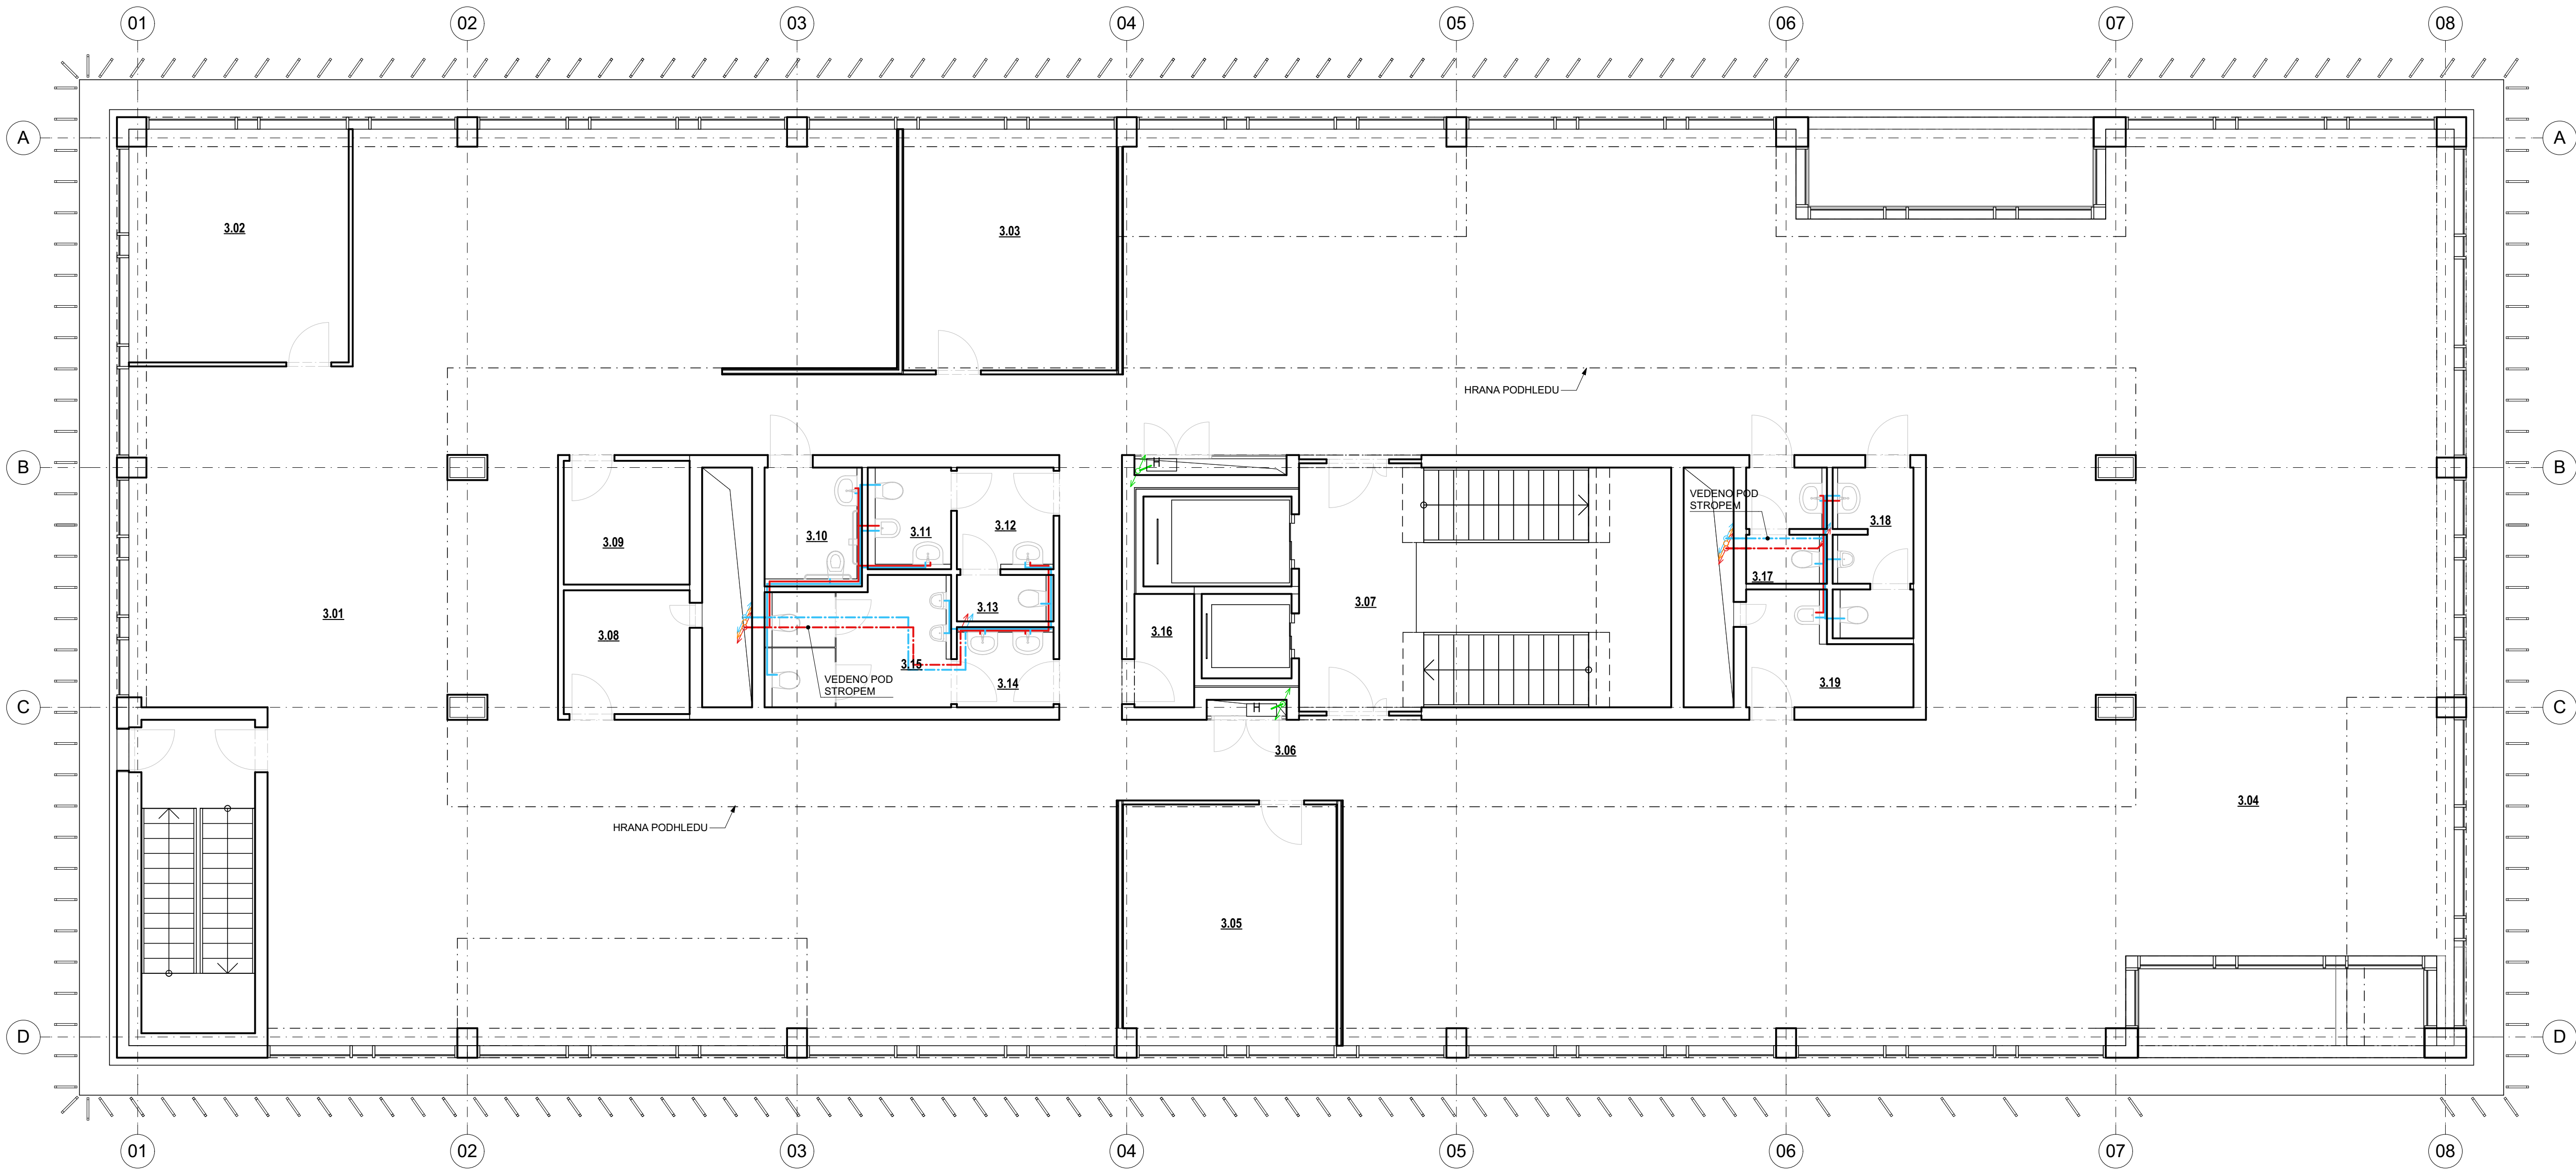 01 02 03 04 05 06 07 08
A A
3.02 3.03
HRANA PODHLEDU
B H B
VEDENO POD
STROPEM
3.10 3.11 3.12 3.18
3.09
3.17
3.01 3.08 3.13 3.07
3.16
3.15
VEDENO POD
STROPEM
3.14 3.19
C H C
3.06
3.04
HRANA PODHLEDU
3.05
D D
01 02 03 04 05 06 07 08